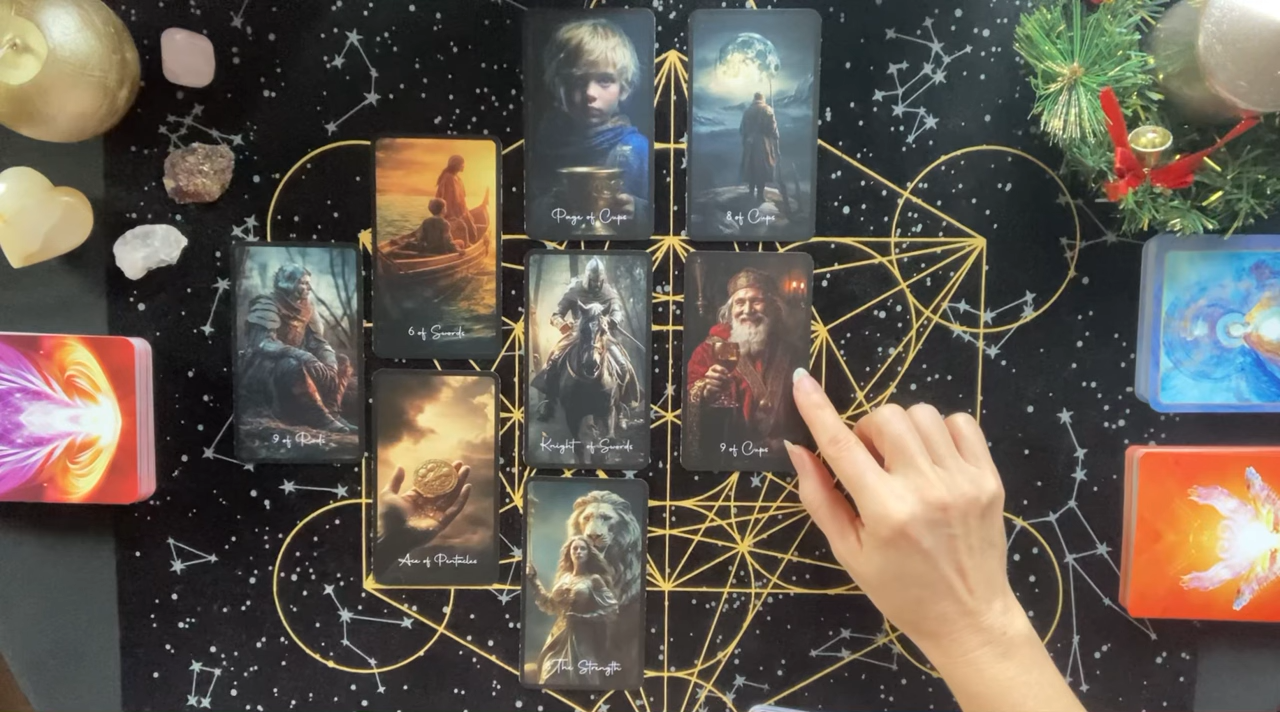 Page of Cups
8 of Cups
6 of Swords
9 of Rods
Knight of Swords
9 of Cups
Ace of Pentacles
The Strength